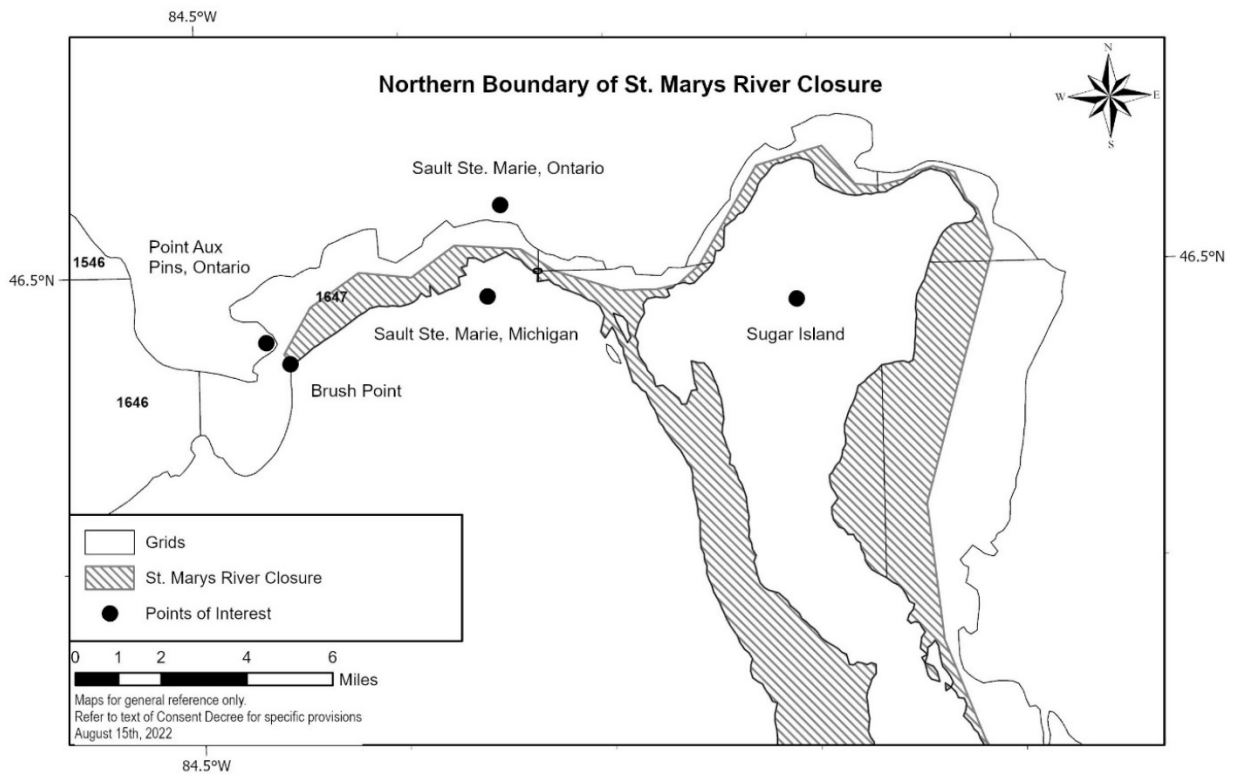 84.5°W
Northern Boundary of St. Marys River Closure
N
W
E
S
Sault Ste. Marie, Ontario
Point Aux
Pins, Ontario
1546
46.5°N
46.5°N
1647
Sault Ste. Marie, Michigan
Sugar Island
Brush Point
1646
Grids
St. Marys River Closure
Points of Interest
0 1 2 4 6
Miles
Maps for general reference only.
Refer to text of Consent Decree for specific provisions
August 15th, 2022
84.5°W